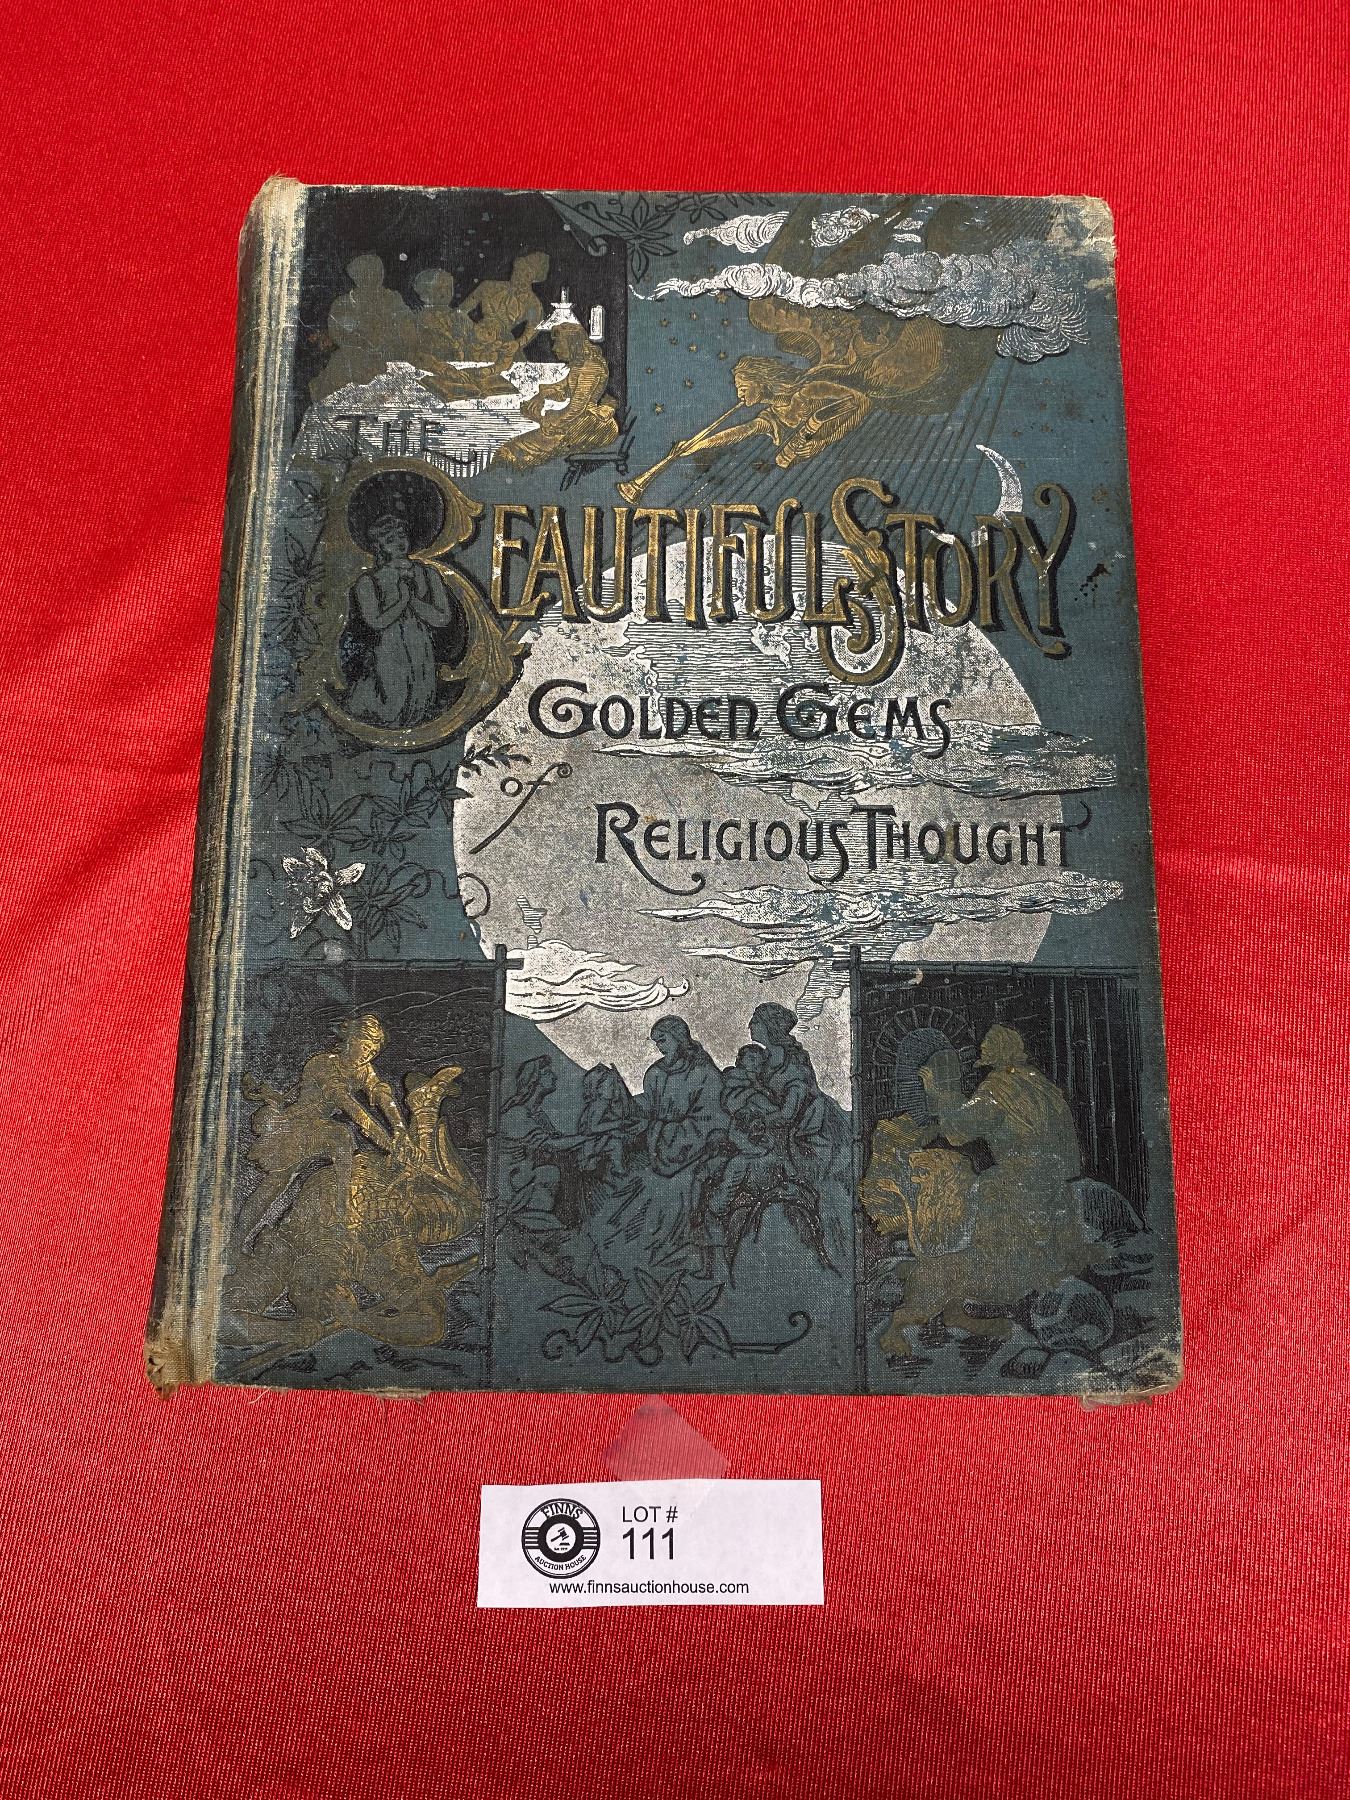 THE
BEAUTIFUL STORY
GOLDEN GEMS
of
RELIGIOUS THOUGHT
FINNS
AUCTION HOUSE
LOT #
111
www.finnsauctionhouse.com